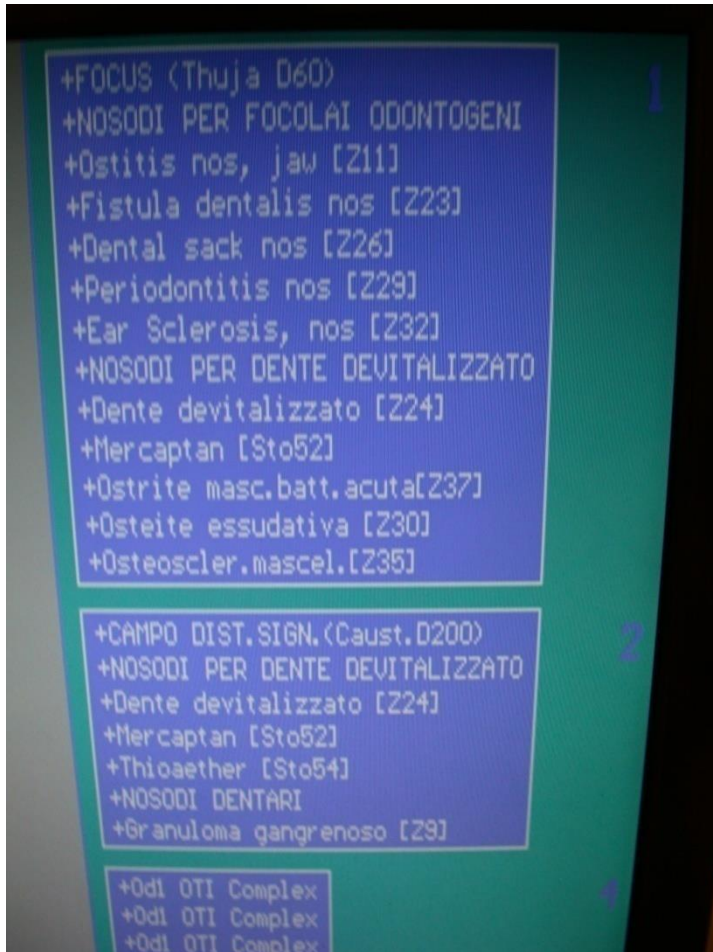 +FOCUS (Thuja D60)
+NOSODI PER FOCOLAI ODONTOGENI
+Ostitis nos, jaw [Z11]
+Fistula dentalis nos [Z23]
+Dental sack nos [Z26]
+Periodontitis nos [Z29]
+Ear Sclerosis, nos [Z32]
+NOSODI PER DENTE DEVITALIZZATO
+Dente devitalizzato [Z24]
+Mercaptan [Sto52]
+Ostrite masc.batt.acuta[Z37]
+Osteite essudativa [Z30]
+Osteoscler.mascel.[Z35]
1
+CAMPO DIST.SIGN.(Caust.D200)
+NOSODI PER DENTE DEVITALIZZATO
+Dente devitalizzato [Z24]
+Mercaptan [Sto52]
+Thioaether [Sto54]
+NOSODI DENTARI
+Granuloma gangrenoso [Z9]
2
+Od1 OTI Complex
+Od1 OTI Complex
+Od1 OTI Complex